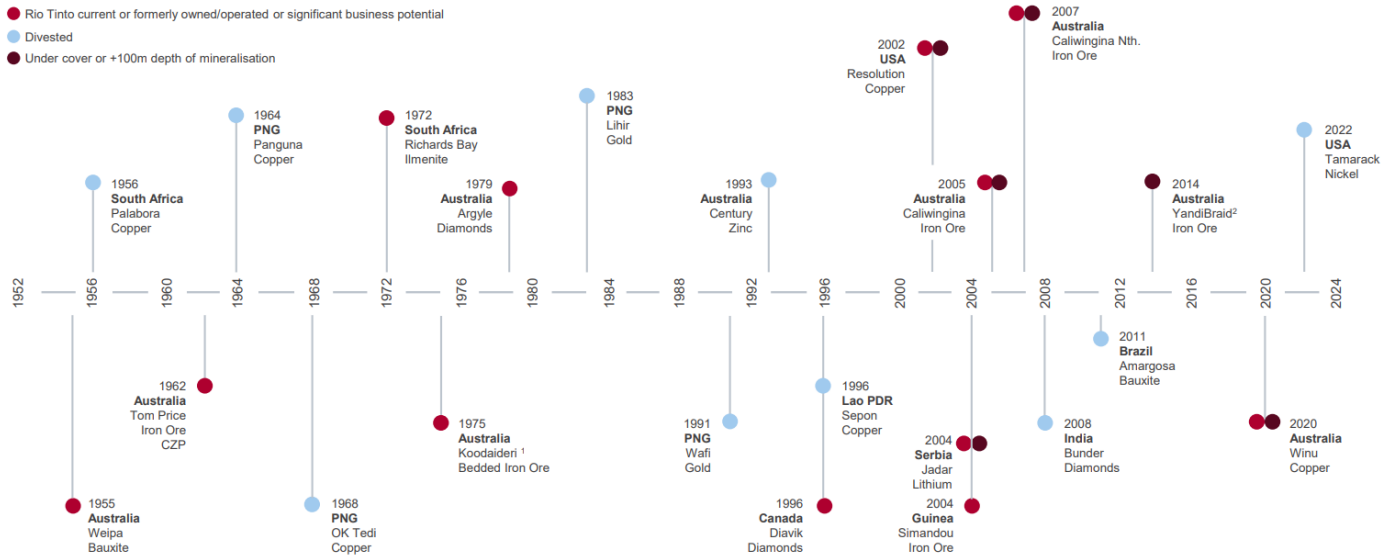 Rio Tinto current or formerly owned/operated or significant business potential
Divested
Under cover or +100m depth of mineralisation
1956
South Africa
Palabora
Copper
1964
PNG
Panguna
Copper
1972
South Africa
Richards Bay
Ilmenite
1979
Australia
Argyle
Diamonds
1983
PNG
Lihir
Gold
1993
Australia
Century
Zinc
2002
USA
Resolution
Copper
2005
Australia
Caliwingina
Iron Ore
2007
Australia
Caliwingina Nth.
Iron Ore
2014
Australia
YandiBraid²
Iron Ore
2022
USA
Tamarack
Nickel
1952
1956
1960
1964
1968
1972
1976
1980
1984
1988
1992
1996
2000
2004
2008
2012
2016
2020
2024
1955
Australia
Weipa
Bauxite
1962
Australia
Tom Price
Iron Ore
CZP
1968
PNG
OK Tedi
Copper
1975
Australia
Koodaideri ¹
Bedded Iron Ore
1991
PNG
Wafi
Gold
1996
Lao PDR
Sepon
Copper
1996
Canada
Diavik
Diamonds
2004
Serbia
Jadar
Lithium
2004
Guinea
Simandou
Iron Ore
2008
India
Bunder
Diamonds
2011
Brazil
Amargosa
Bauxite
2020
Australia
Winu
Copper